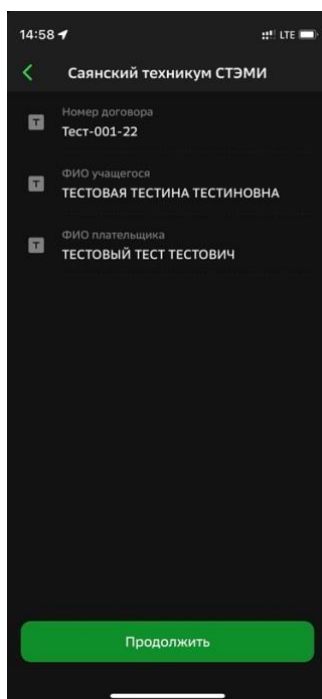 14:58 LTE
Саянский техникум СТЭМИ
Номер договора
Тест-001-22
ФИО учащегося
ТЕСТОВАЯ ТЕСТИНА ТЕСТИНОВНА
ФИО плательщика
ТЕСТОВЫЙ ТЕСТ ТЕСТОВИЧ
Продолжить